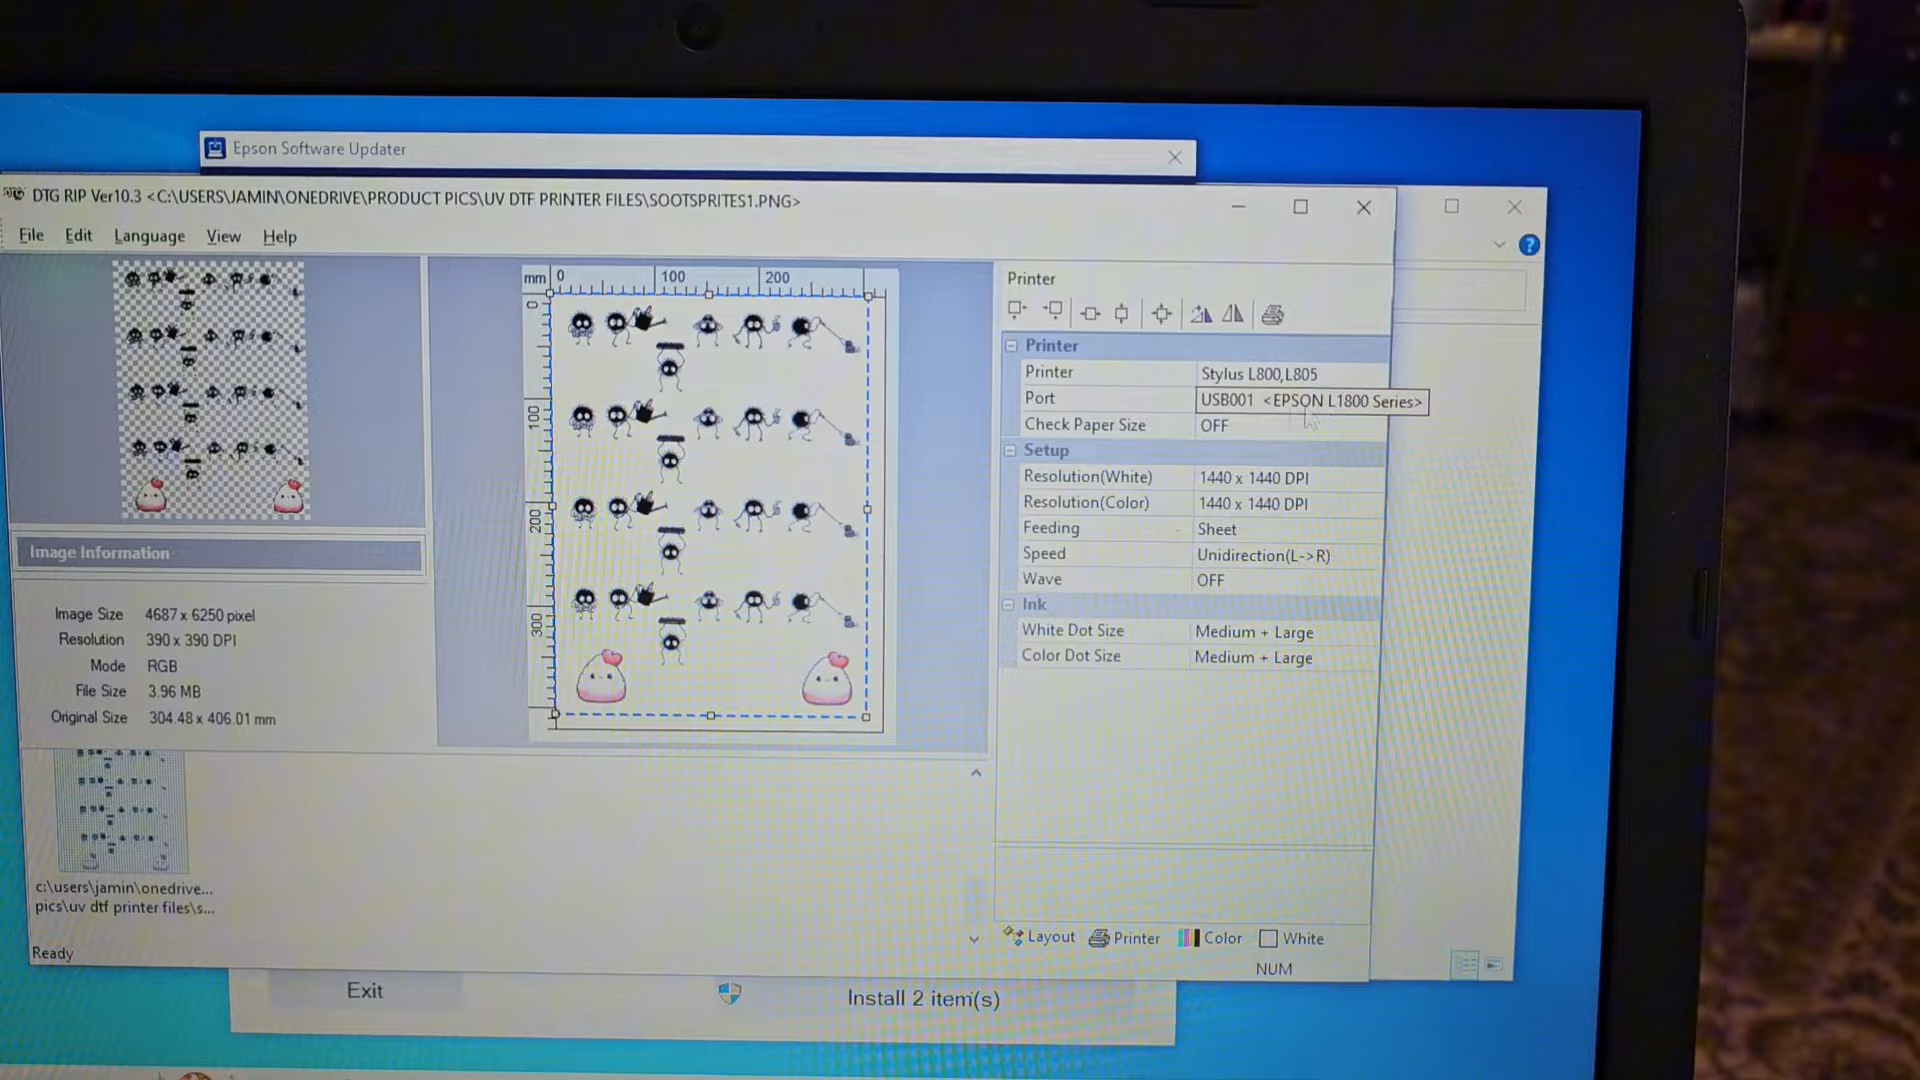 Epson Software Updater
DTG RIP Ver10.3 <C:\USERS\JAMIN\ONEDRIVE\PRODUCT PICS\UV DTF PRINTER FILES\SOOTSPRITES1.PNG>
File Edit Language View Help
mm 0 100 200
0
100
200
300
Printer
Printer
Printer Stylus L800,L805
Port USB001 <EPSON L1800 Series>
Check Paper Size OFF
Setup
Resolution(White) 1440 x 1440 DPI
Resolution(Color) 1440 x 1440 DPI
Feeding Sheet
Speed Unidirection(L->R)
Wave OFF
Ink
White Dot Size Medium + Large
Color Dot Size Medium + Large
Image Information
Image Size 4687 x 6250 pixel
Resolution 390 x 390 DPI
Mode RGB
File Size 3.96 MB
Original Size 304.48 x 406.01 mm
c:\users\jamin\onedrive...
pics\uv dtf printer files\s...
Layout Printer Color White
Ready
NUM
Exit
Install 2 item(s)